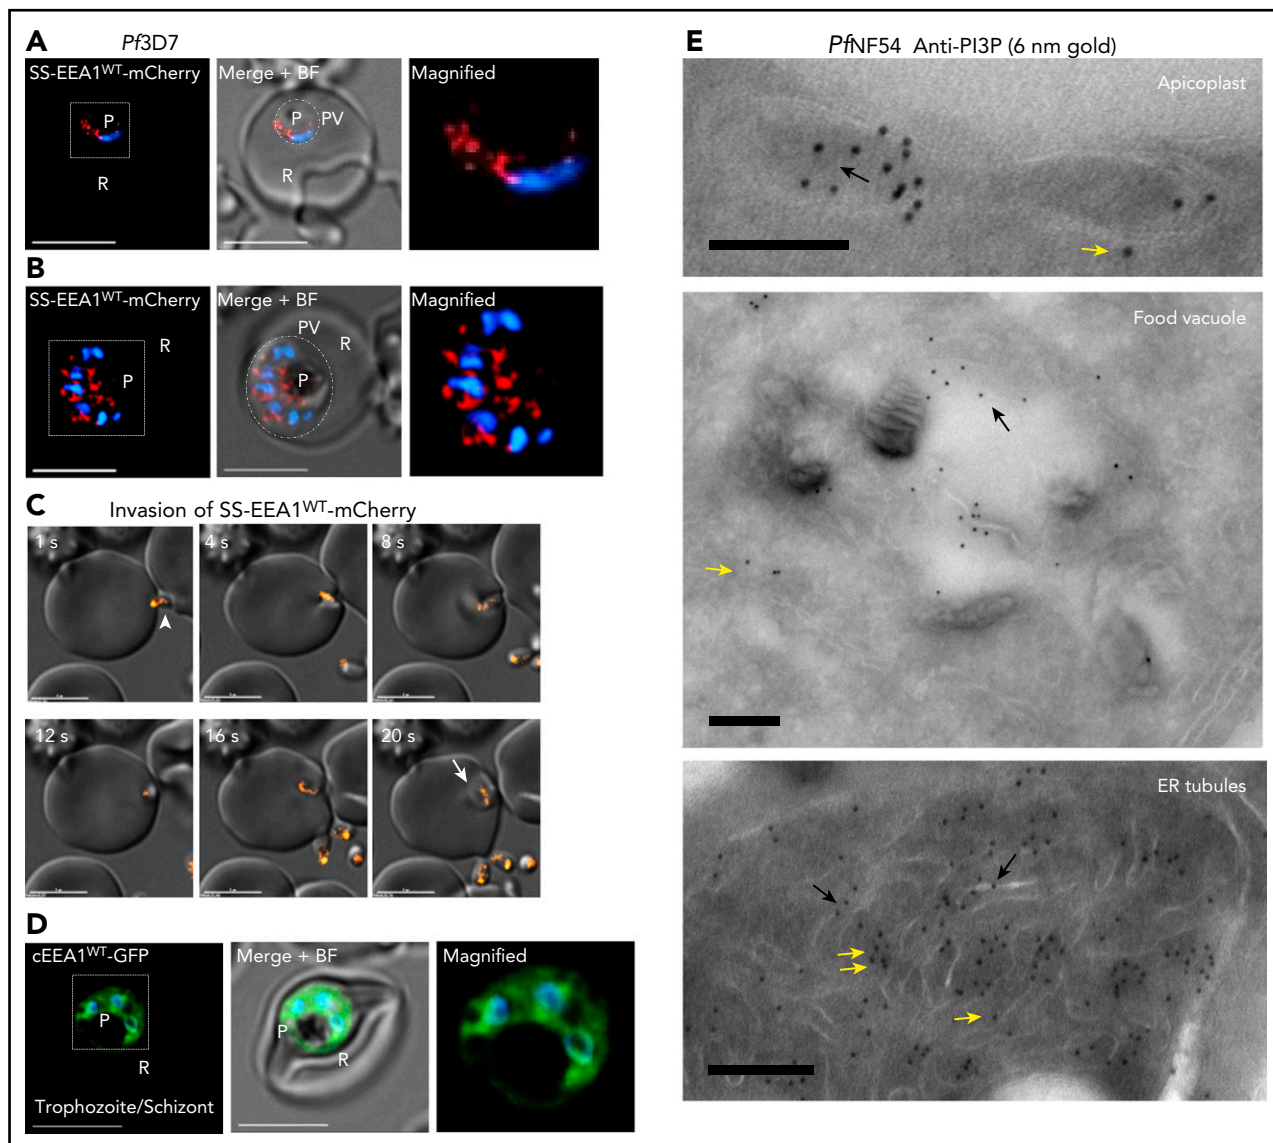 A
Pf3D7
SS-EEA1WT-mCherry
P
R
Merge + BF
P
PV
R
Magnified
B
SS-EEA1WT-mCherry
R
P
Merge + BF
PV
R
P
Magnified
C
Invasion of SS-EEA1WT-mCherry
1 s
4 s
8 s
12 s
16 s
20 s
D
cEEA1WT-GFP
P
R
Trophozoite/Schizont
Merge + BF
P
R
Magnified
E
PfNF54 Anti-PI3P (6 nm gold)
Apicoplast
Food vacuole
ER tubules